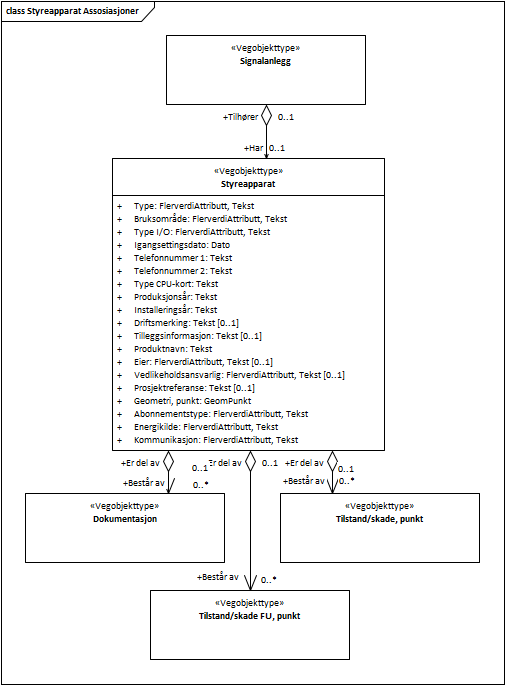 class Styreapparat Assosiasjoner
«Vegobjekttype»
Signalanlegg
+Tilhører 0..1
+Har 0..1
«Vegobjekttype»
Styreapparat
+ Type: FlerverdiAttributt, Tekst
+ Bruksområde: FlerverdiAttributt, Tekst
+ Type I/O: FlerverdiAttributt, Tekst
+ Igangsettingsdato: Dato
+ Telefonnummer 1: Tekst
+ Telefonnummer 2: Tekst
+ Type CPU-kort: Tekst
+ Produksjonsår: Tekst
+ Installeringsår: Tekst
+ Driftsmerking: Tekst [0..1]
+ Tilleggsinformasjon: Tekst [0..1]
+ Produktnavn: Tekst
+ Eier: FlerverdiAttributt, Tekst [0..1]
+ Vedlikeholdsansvarlig: FlerverdiAttributt, Tekst [0..1]
+ Prosjektreferanse: Tekst [0..1]
+ Geometri, punkt: GeomPunkt
+ Abonnementstype: FlerverdiAttributt, Tekst
+ Energikilde: FlerverdiAttributt, Tekst
+ Kommunikasjon: FlerverdiAttributt, Tekst
+Er del av 0..1 Er del av 0..1 +Er del av 0..1
+Består av 0..* +Består av 0..*
«Vegobjekttype»
Dokumentasjon
«Vegobjekttype»
Tilstand/skade, punkt
+Består av 0..*
«Vegobjekttype»
Tilstand/skade FU, punkt